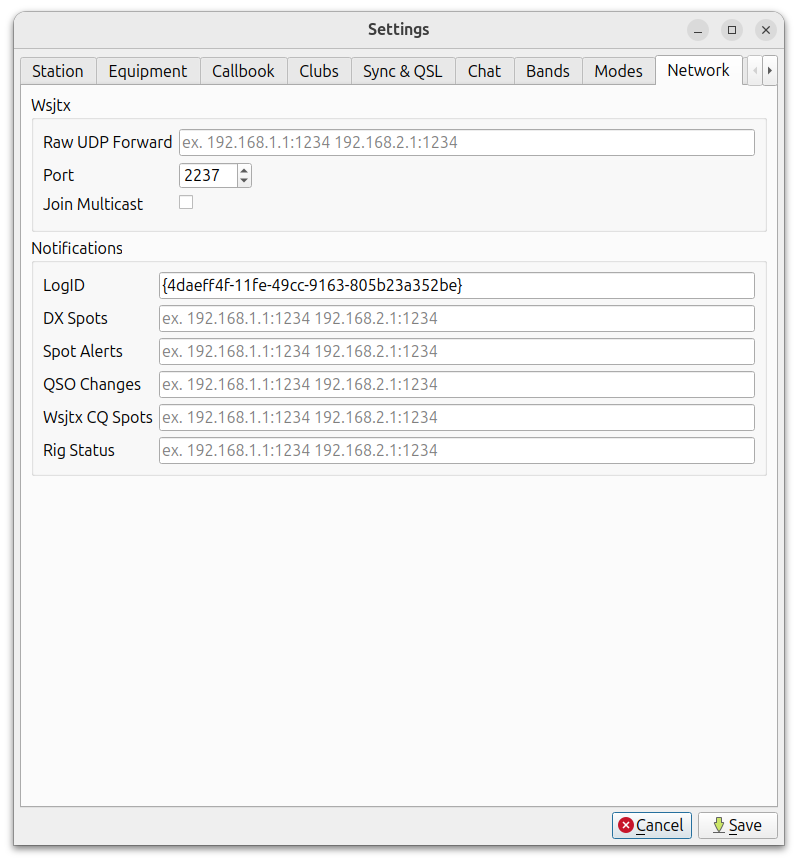 Settings
Station Equipment Callbook Clubs Sync & QSL Chat Bands Modes Network
Wsjtx
Raw UDP Forward ex. 192.168.1.1:1234 192.168.2.1:1234
Port 2237
Join Multicast
Notifications
LogID {4daeff4f-11fe-49cc-9163-805b23a352be}
DX Spots ex. 192.168.1.1:1234 192.168.2.1:1234
Spot Alerts ex. 192.168.1.1:1234 192.168.2.1:1234
QSO Changes ex. 192.168.1.1:1234 192.168.2.1:1234
Wsjtx CQ Spots ex. 192.168.1.1:1234 192.168.2.1:1234
Rig Status ex. 192.168.1.1:1234 192.168.2.1:1234
Cancel Save